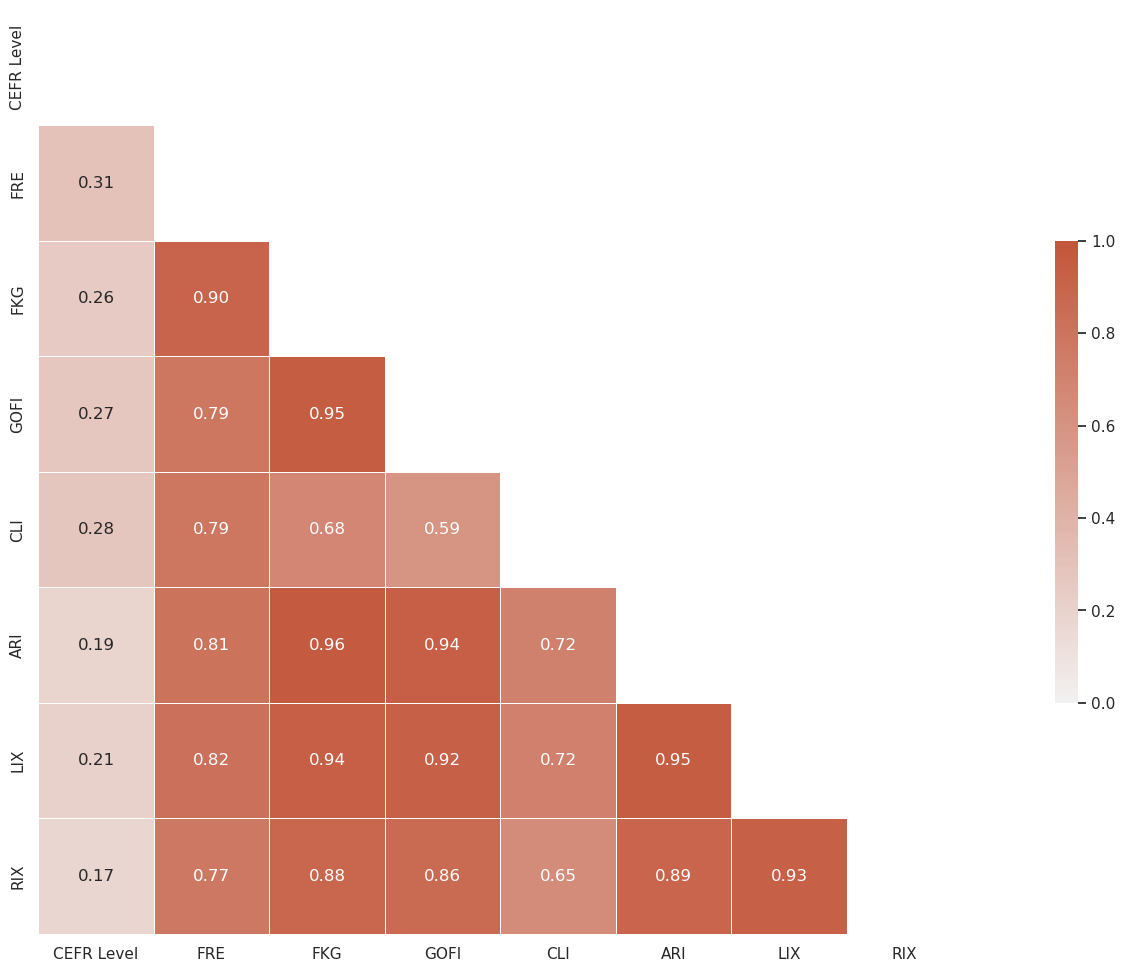 CEFR Level
FRE 0.31
FKG 0.26 0.90
GOFI 0.27 0.79 0.95
CLI 0.28 0.79 0.68 0.59
ARI 0.19 0.81 0.96 0.94 0.72
LIX 0.21 0.82 0.94 0.92 0.72 0.95
RIX 0.17 0.77 0.88 0.86 0.65 0.89 0.93
CEFR Level FRE FKG GOFI CLI ARI LIX RIX
1.0
0.8
0.6
0.4
0.2
0.0